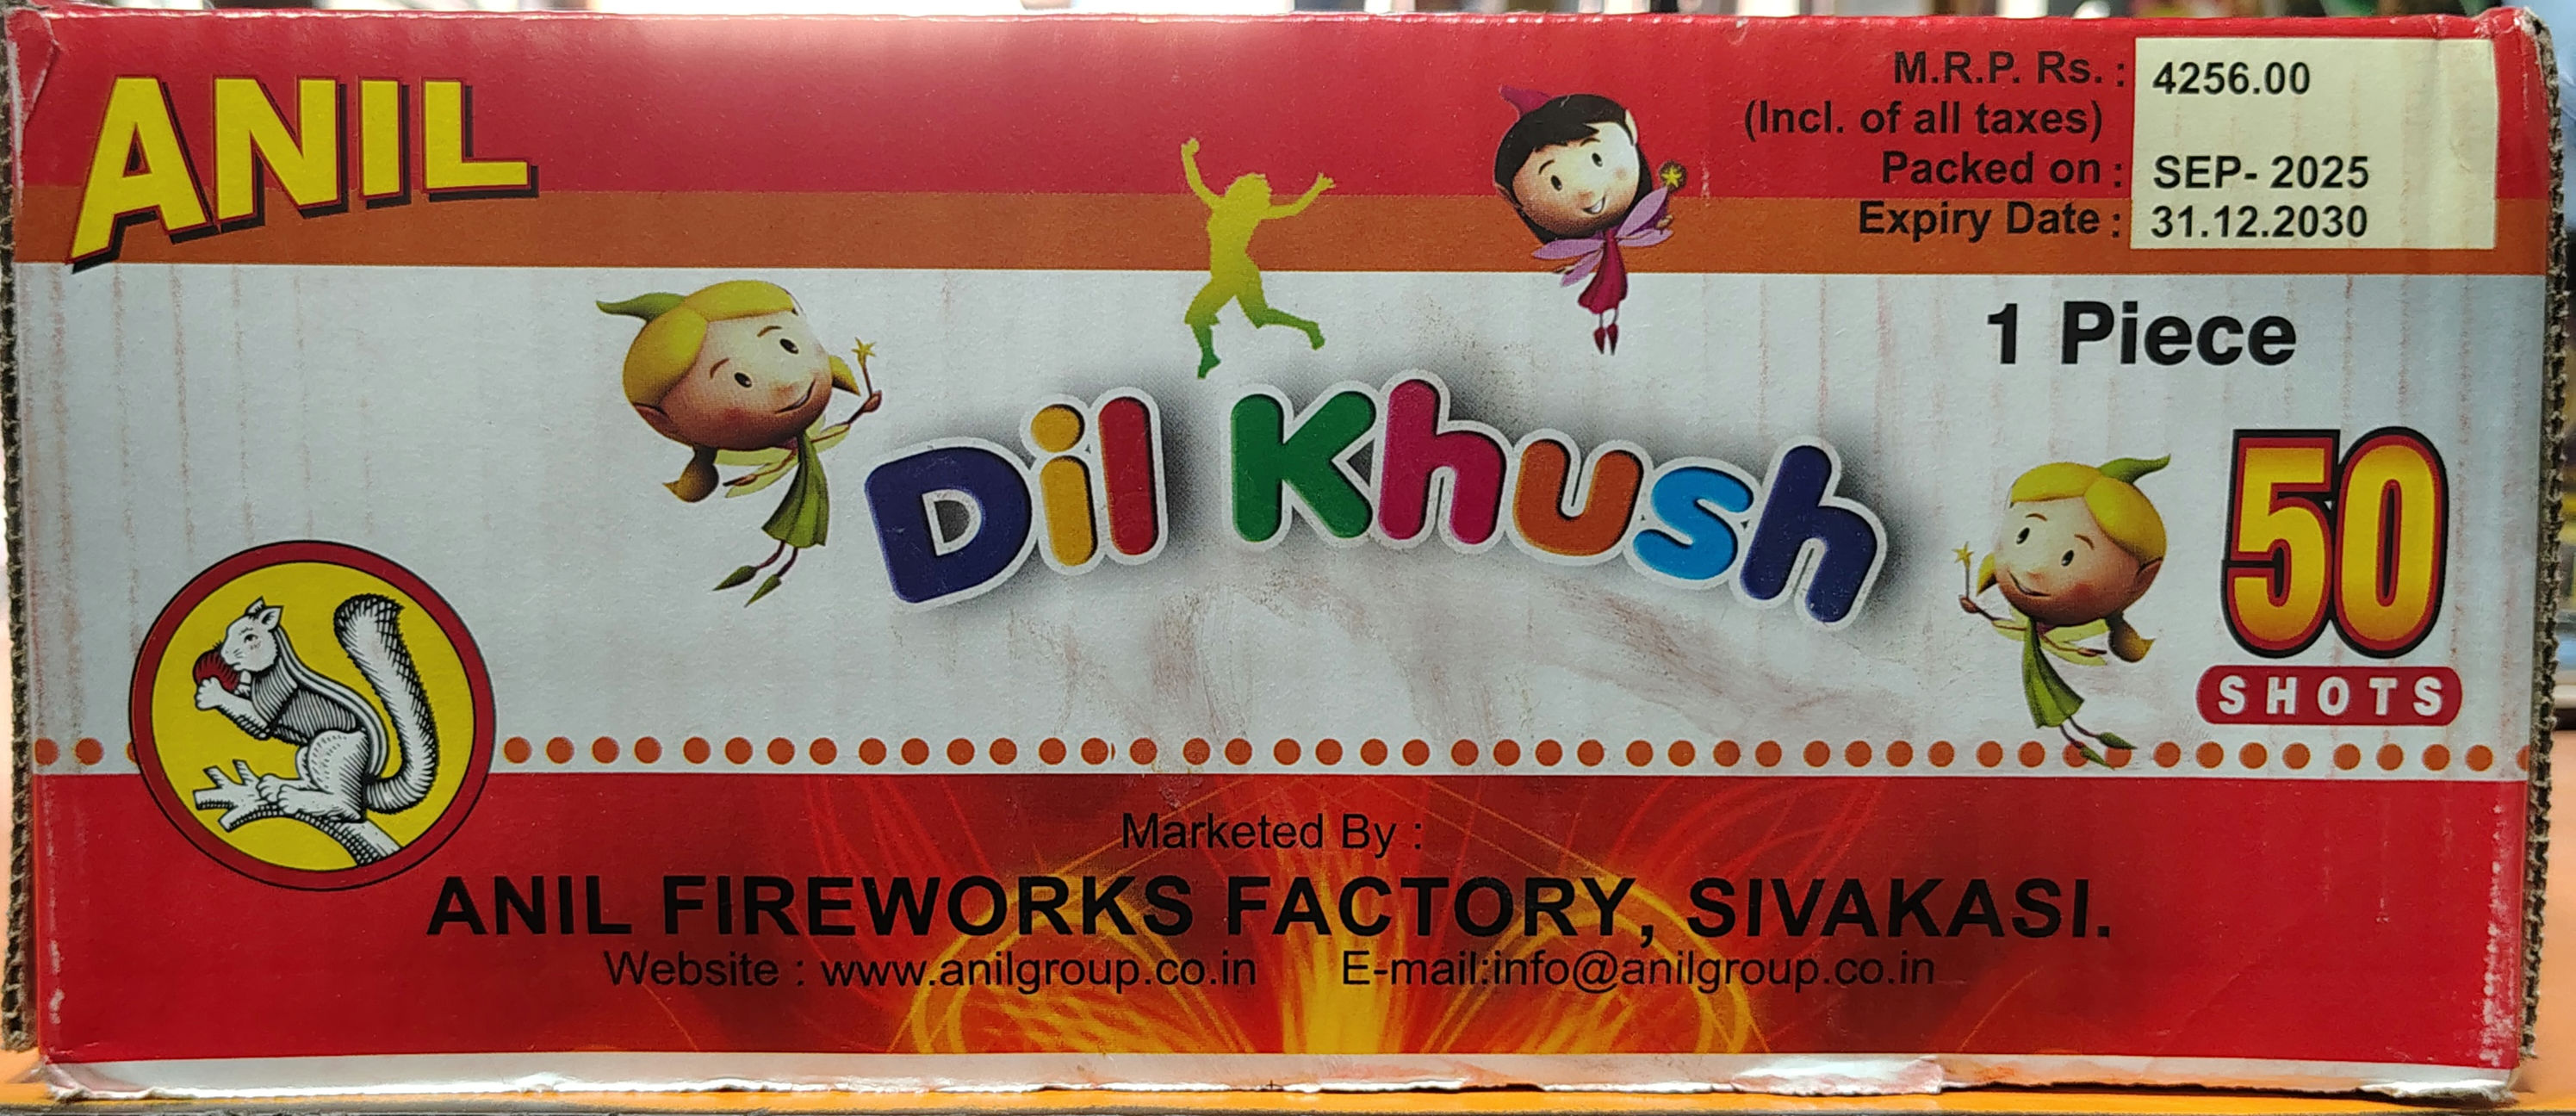 ANIL
M.R.P. Rs. : 4256.00
(Incl. of all taxes)
Packed on : SEP- 2025
Expiry Date : 31.12.2030
1 Piece
Dil Khush
50
SHOTS
Marketed By :
ANIL FIREWORKS FACTORY, SIVAKASI.
Website : www.anilgroup.co.in E-mail:info@anilgroup.co.in